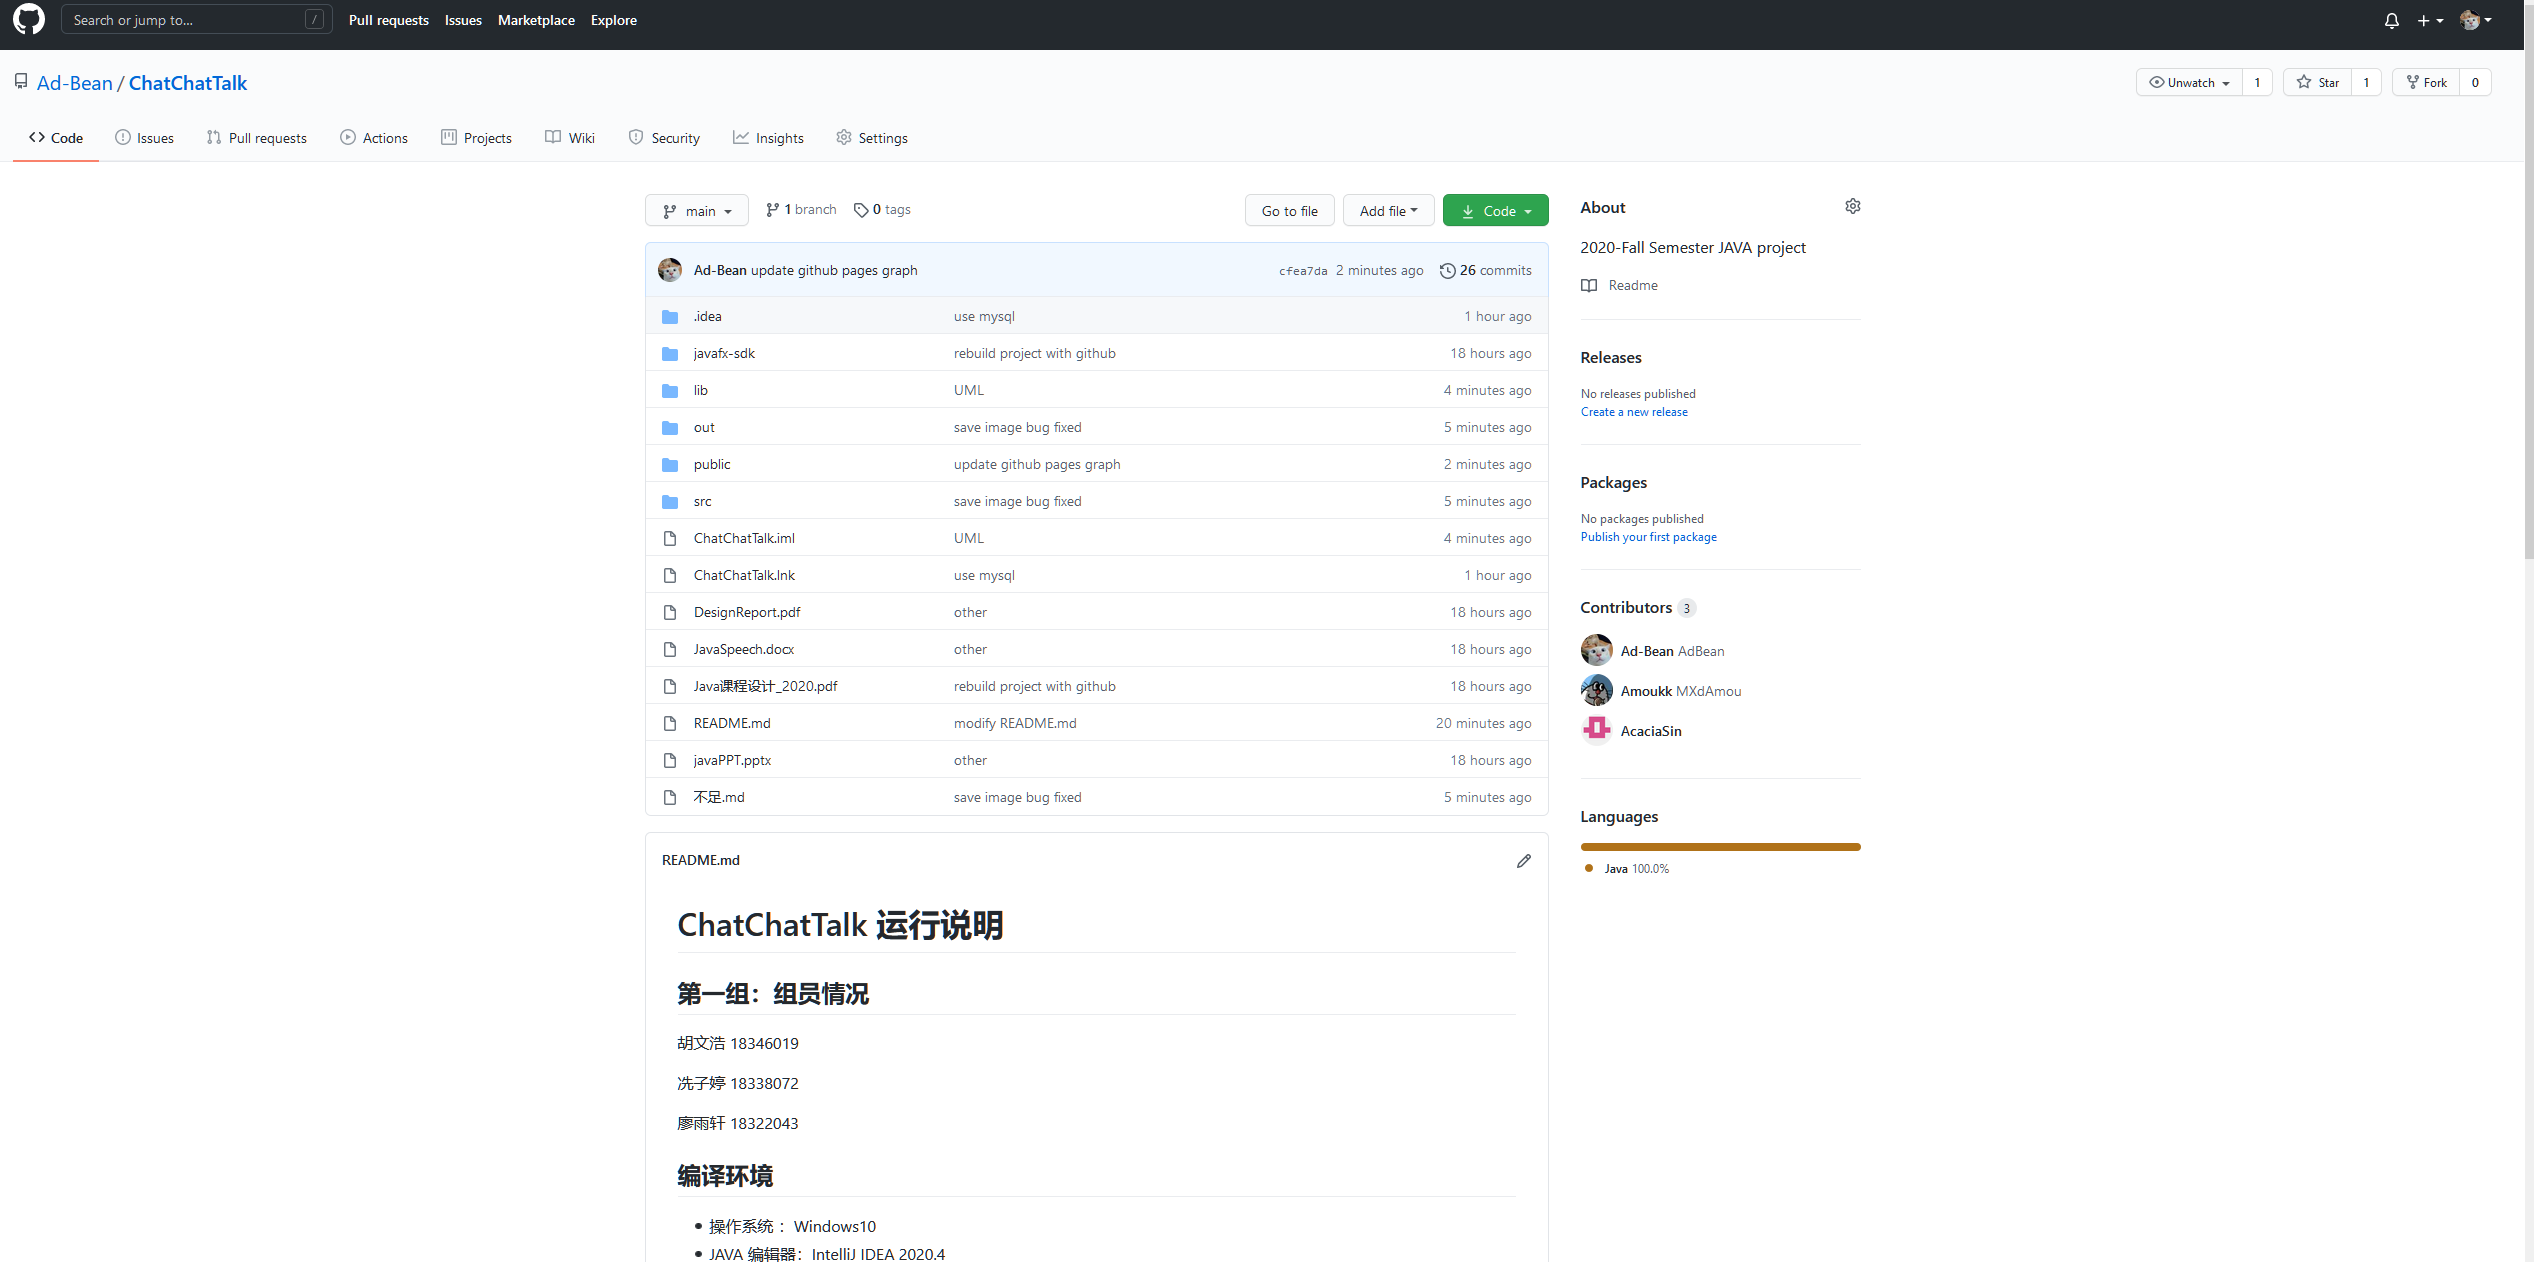 Search or jump to... /
Pull requests Issues Marketplace Explore
Ad-Bean / ChatChatTalk
Unwatch 1 Star 1 Fork 0
Code Issues Pull requests Actions Projects Wiki Security Insights Settings
main 1 branch 0 tags Go to file Add file Code
Ad-Bean update github pages graph cfea7da 2 minutes ago 26 commits
.idea use mysql 1 hour ago
javafx-sdk rebuild project with github 18 hours ago
lib UML 4 minutes ago
out save image bug fixed 5 minutes ago
public update github pages graph 2 minutes ago
src save image bug fixed 5 minutes ago
ChatChatTalk.iml UML 4 minutes ago
ChatChatTalk.lnk use mysql 1 hour ago
DesignReport.pdf other 18 hours ago
JavaSpeech.docx other 18 hours ago
Java课程设计_2020.pdf rebuild project with github 18 hours ago
README.md modify README.md 20 minutes ago
javaPPT.pptx other 18 hours ago
不足.md save image bug fixed 5 minutes ago
README.md
ChatChatTalk 运行说明
第一组：组员情况
胡文浩 18346019
冼子婷 18338072
廖雨轩 18322043
编译环境
操作系统 ：Windows10
JAVA 编辑器：IntelliJ IDEA 2020.4
About
2020-Fall Semester JAVA project
Readme
Releases
No releases published
Create a new release
Packages
No packages published
Publish your first package
Contributors 3
Ad-Bean AdBean
Amoukk MXdAmou
AcaciaSin
Languages
Java 100.0%